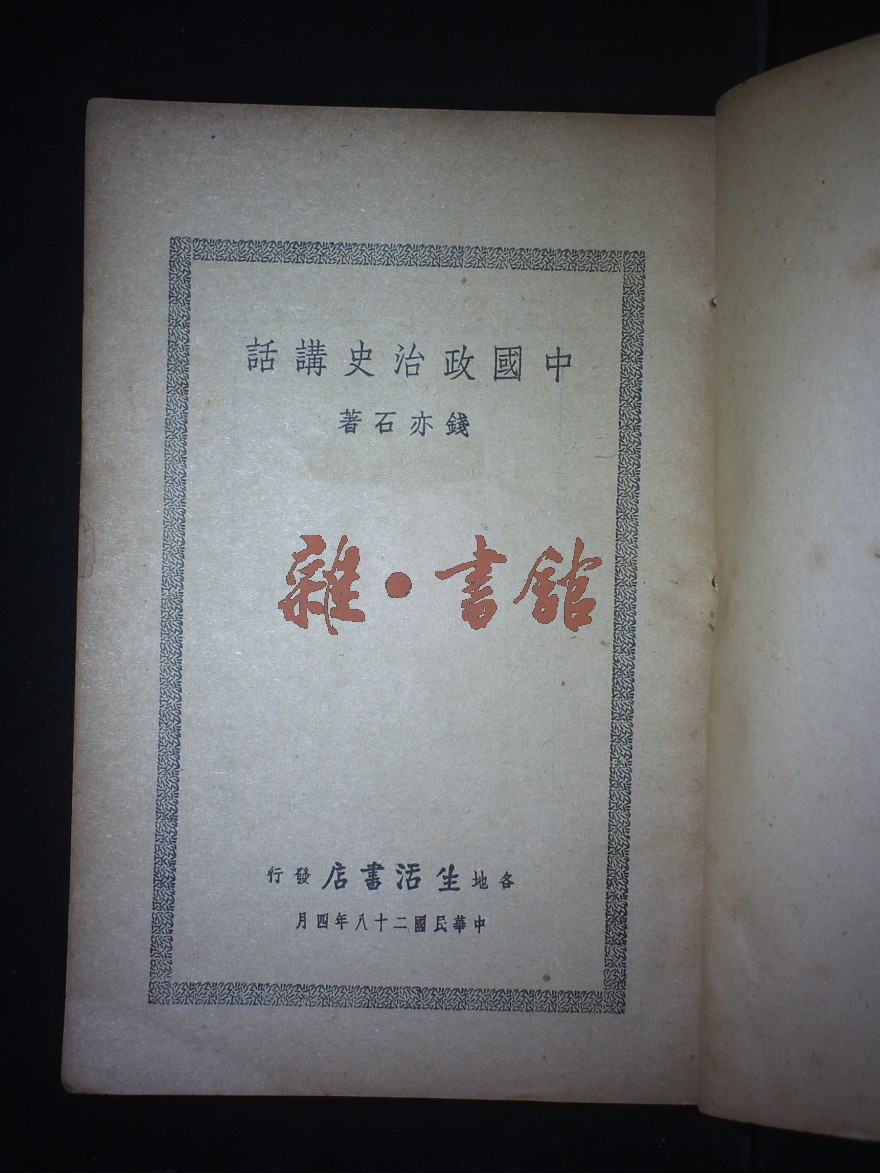 中國政治史講話
錢亦石著
雜·書館
各地生活書店發行
中華民國二十八年四月